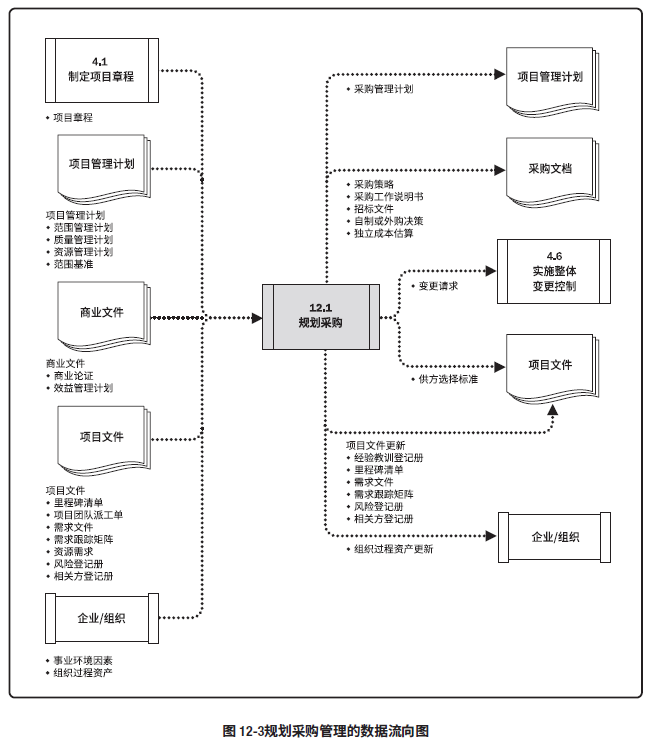 4.1
制定项目章程
• 项目章程
项目管理计划
项目管理计划
• 范围管理计划
• 质量管理计划
• 资源管理计划
• 范围基准
商业文件
商业文件
• 商业论证
• 效益管理计划
项目文件
项目文件
• 里程碑清单
• 项目团队派工单
• 需求文件
• 需求跟踪矩阵
• 资源需求
• 风险登记册
• 相关方登记册
企业/组织
• 事业环境因素
• 组织过程资产
12.1
规划采购
项目管理计划
• 采购管理计划
采购文档
• 采购策略
• 采购工作说明书
• 招标文件
• 自制或外购决策
• 独立成本估算
4.6
实施整体
变更控制
• 变更请求
项目文件
• 供方选择标准
项目文件更新
• 经验教训登记册
• 里程碑清单
• 需求文件
• 需求跟踪矩阵
• 风险登记册
• 相关方登记册
企业/组织
• 组织过程资产更新
图 12-3规划采购管理的数据流向图